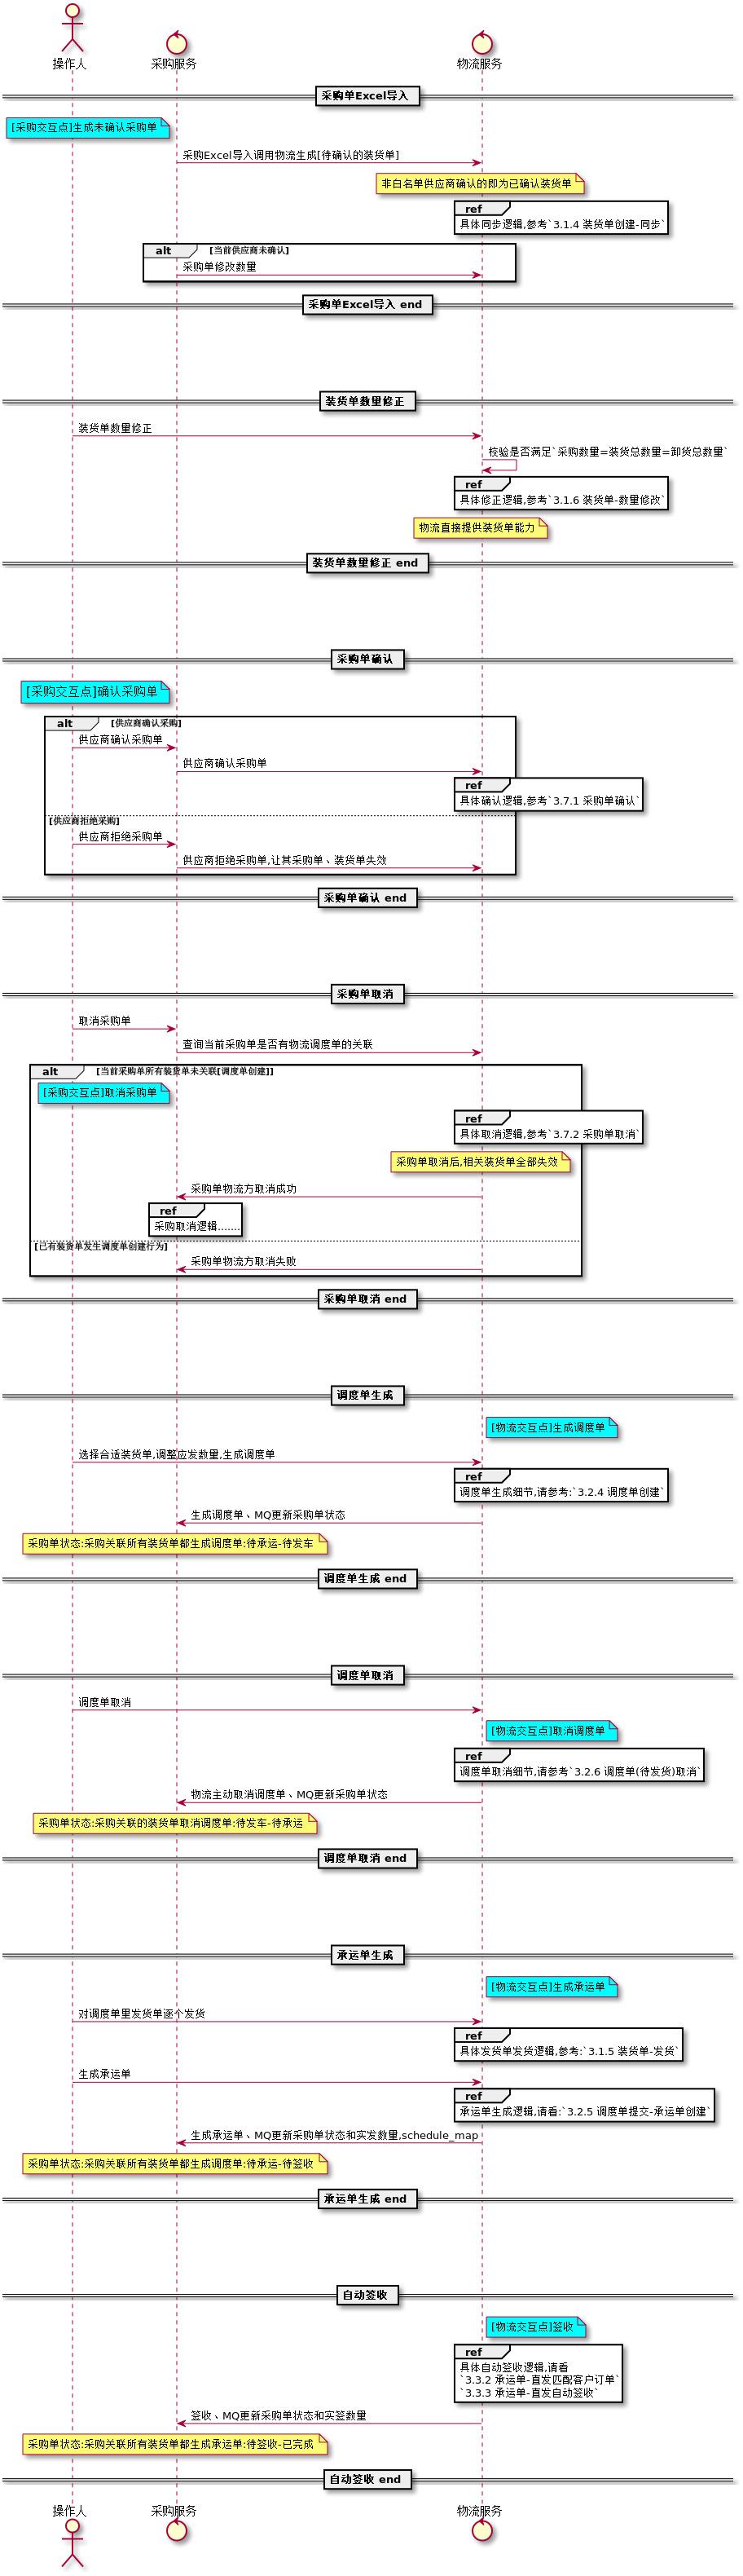 操作人
采购服务
物流服务
采购单Excel导入
[采购交互点]生成未确认采购单
采购Excel导入调用物流生成[待确认的装货单]
非白名单供应商确认的即为已确认装货单
ref
具体同步逻辑,参考`3.1.4 装货单创建-同步`
alt
[当前供应商未确认]
采购单修改数量
采购单Excel导入 end
装货单数量修正
装货单数量修正
校验是否满足`采购数量=装货总数量=卸货总数量`
ref
具体修正逻辑,参考`3.1.6 装货单-数量修改`
物流直接提供装货单能力
装货单数量修正 end
采购单确认
[采购交互点]确认采购单
alt
[供应商确认采购]
供应商确认采购单
供应商确认采购单
ref
具体确认逻辑,参考`3.7.1 采购单确认`
[供应商拒绝采购]
供应商拒绝采购单
供应商拒绝采购单,让其采购单、装货单失效
采购单确认 end
采购单取消
取消采购单
查询当前采购单是否有物流调度单的关联
alt
[当前采购单所有装货单未关联[调度单创建]]
[采购交互点]取消采购单
ref
具体取消逻辑,参考`3.7.2 采购单取消`
采购单取消后,相关装货单全部失效
采购单物流方取消成功
ref
采购取消逻辑.......
[已有装货单发生调度单创建行为]
采购单物流方取消失败
采购单取消 end
调度单生成
[物流交互点]生成调度单
选择合适装货单,调整应发数量,生成调度单
ref
调度单生成细节,请参考:`3.2.4 调度单创建`
生成调度单、MQ更新采购单状态
采购单状态:采购关联所有装货单都生成调度单:待承运-待发车
调度单生成 end
调度单取消
调度单取消
[物流交互点]取消调度单
ref
调度单取消细节,请参考`3.2.6 调度单(待发货)取消`
物流主动取消调度单、MQ更新采购单状态
采购单状态:采购关联的装货单取消调度单:待发车-待承运
调度单取消 end
承运单生成
[物流交互点]生成承运单
对调度单里发货单逐个发货
ref
具体发货单发货逻辑,参考:`3.1.5 装货单-发货`
生成承运单
ref
承运单生成逻辑,请看:`3.2.5 调度单提交-承运单创建`
生成承运单、MQ更新采购单状态和实发数量,schedule_map
采购单状态:采购关联所有装货单都生成调度单:待承运-待签收
承运单生成 end
自动签收
[物流交互点]签收
ref
具体自动签收逻辑,请看
`3.3.2 承运单-直发匹配客户订单`
`3.3.3 承运单-直发自动签收`
签收、MQ更新采购单状态和实签数量
采购单状态:采购关联所有装货单都生成承运单:待签收-已完成
自动签收 end
操作人
采购服务
物流服务